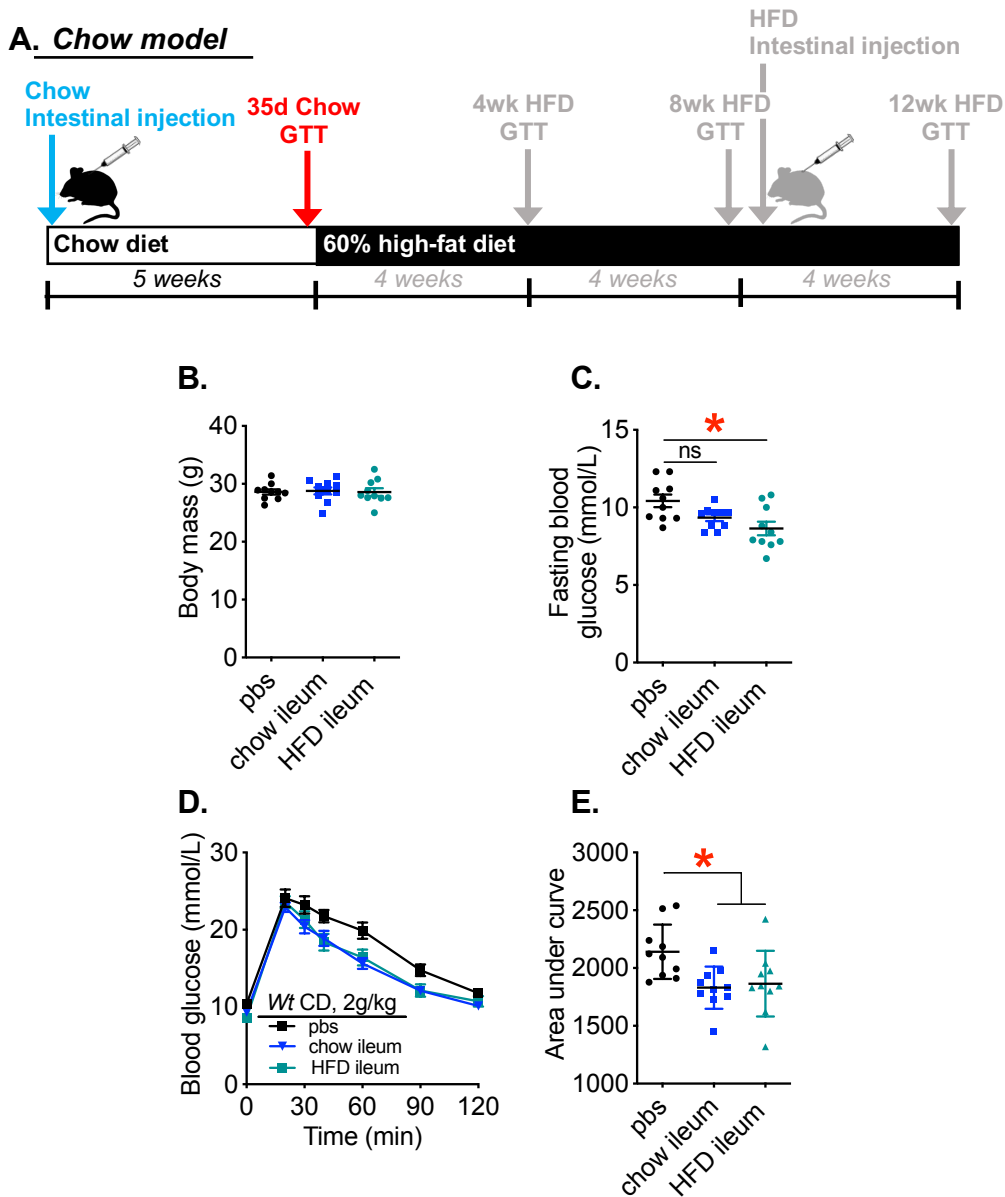 A. Chow model
Chow
Intestinal injection
35d Chow
GTT
4wk HFD
GTT
8wk HFD
GTT
HFD
Intestinal injection
12wk HFD
GTT
Chow diet
60% high-fat diet
5 weeks
4 weeks
4 weeks
4 weeks
B.
Body mass (g)
40
30
20
10
0
pbs
chow ileum
HFD ileum
C.
Fasting blood
glucose (mmol/L)
15
10
5
0
*
ns
pbs
chow ileum
HFD ileum
D.
Blood glucose (mmol/L)
30
20
10
0
Wt CD, 2g/kg
pbs
chow ileum
HFD ileum
0
30
60
90
120
Time (min)
E.
Area under curve
3000
2500
2000
1500
1000
*
pbs
chow ileum
HFD ileum